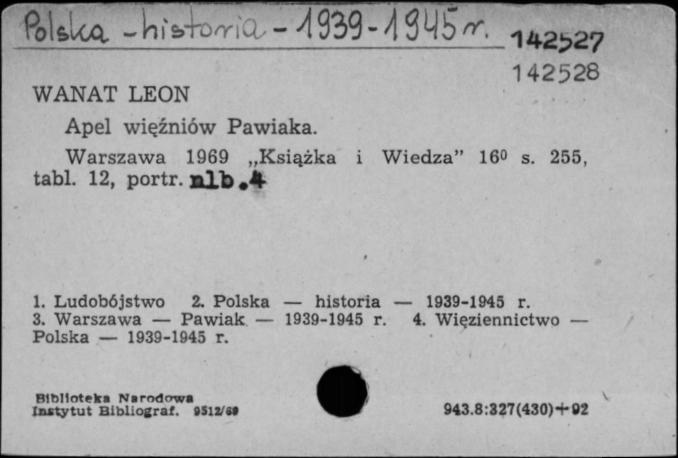 Polska - historia - 1939-1945 r.
142527
142528
WANAT LEON
Apel więźniów Pawiaka.
Warszawa 1969 „Książka i Wiedza” 16⁰ s. 255,
tabl. 12, portr. nlb.4
1. Ludobójstwo 2. Polska — historia — 1939-1945 r.
3. Warszawa — Pawiak — 1939-1945 r. 4. Więziennictwo —
Polska — 1939-1945 r.
Biblioteka Narodowa
Instytut Bibliograf. 9512/69
943.8:327(430)+92